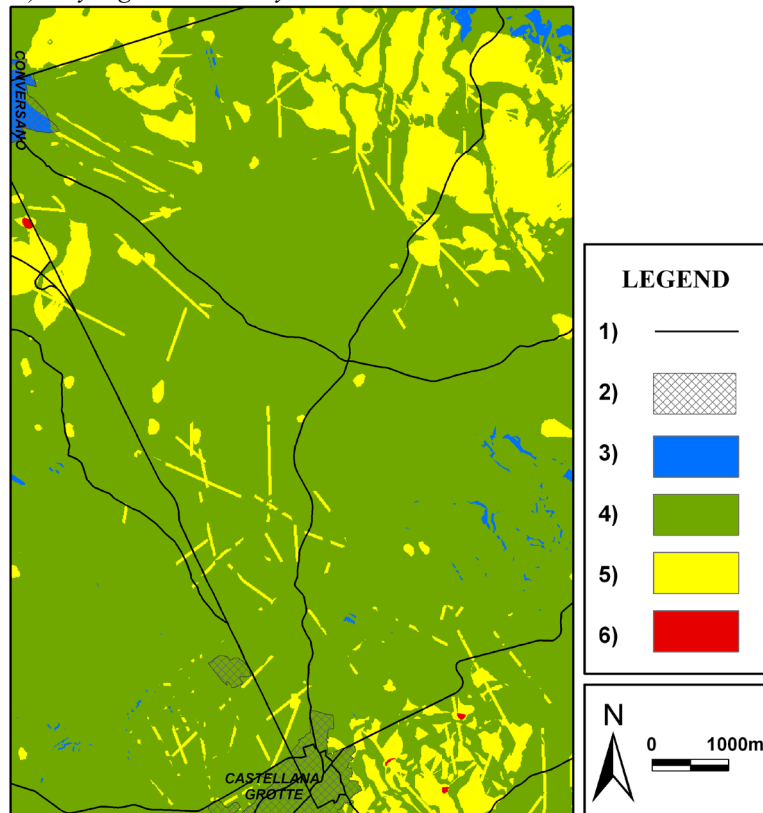 CONVERSANO
LEGEND
1)
2)
3)
4)
5)
6)
N
0 1000m
CASTELLANA
GROTTE